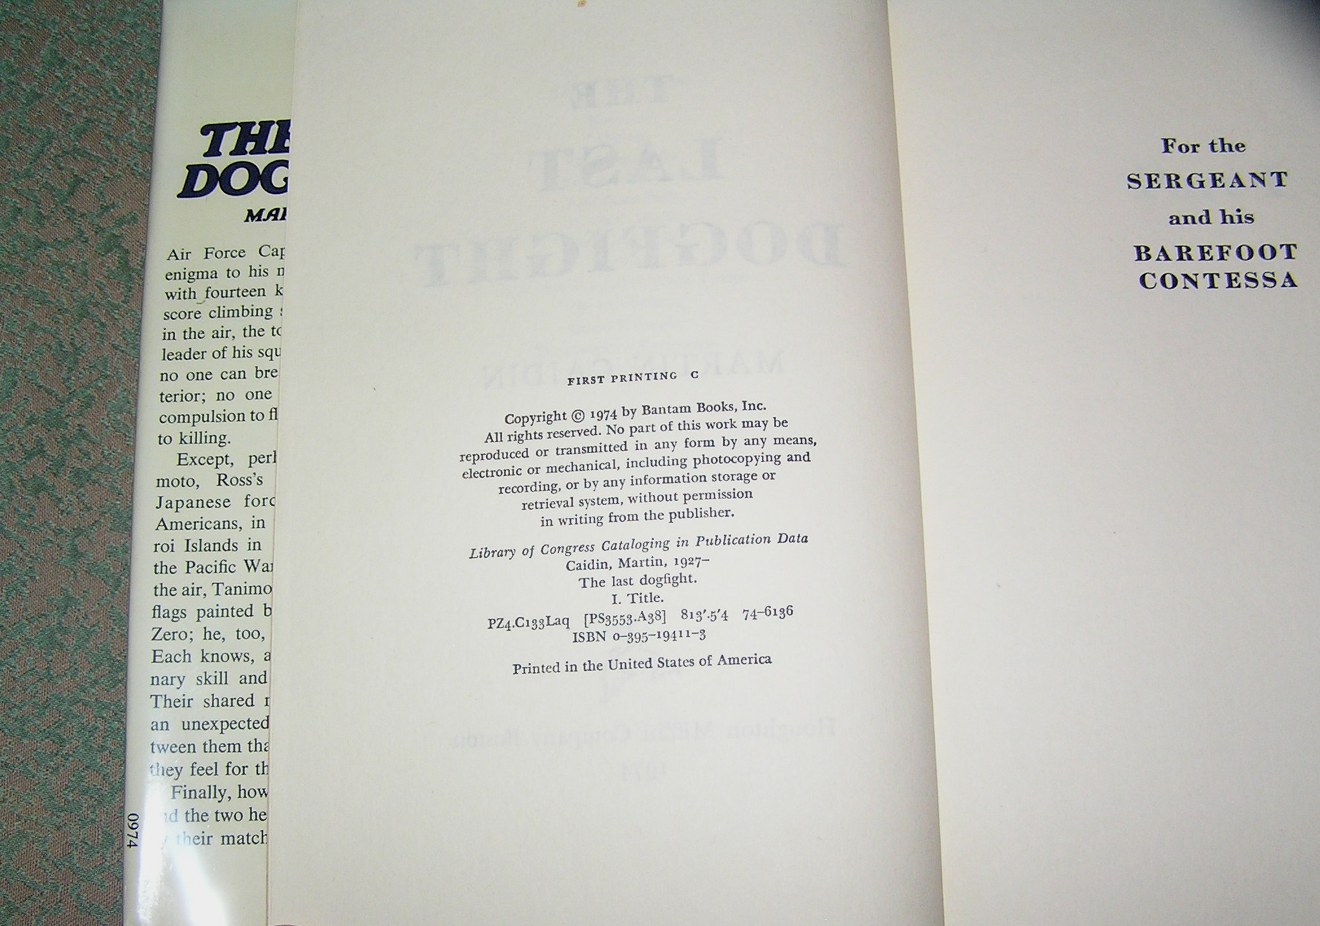 THE
DOG
MAR
Air Force Cap
enigma to his n
with fourteen k
score climbing
in the air, the to
leader of his squ
no one can bre
terior; no one
compulsion to fl
to killing.
Except, perl
moto, Ross's
Japanese forc
Americans, in
roi Islands in
the Pacific Wa
the air, Tanimo
flags painted b
Zero; he, too,
Each knows, a
nary skill and
Their shared r
an unexpected
tween them tha
they feel for th
Finally, how
the two he
their match
0974
THE
LAST
DOGFIGHT
MARTIN CAIDIN
FIRST PRINTING C
Copyright © 1974 by Bantam Books, Inc.
All rights reserved. No part of this work may be
reproduced or transmitted in any form by any means,
electronic or mechanical, including photocopying and
recording, or by any information storage or
retrieval system, without permission
in writing from the publisher.
Library of Congress Cataloging in Publication Data
Caidin, Martin, 1927–
The last dogfight.
I. Title.
PZ4.C133Laq [PS3553.A38] 813'.5'4 74-6136
ISBN 0-395-19411-3
Printed in the United States of America
For the
SERGEANT
and his
BAREFOOT
CONTESSA